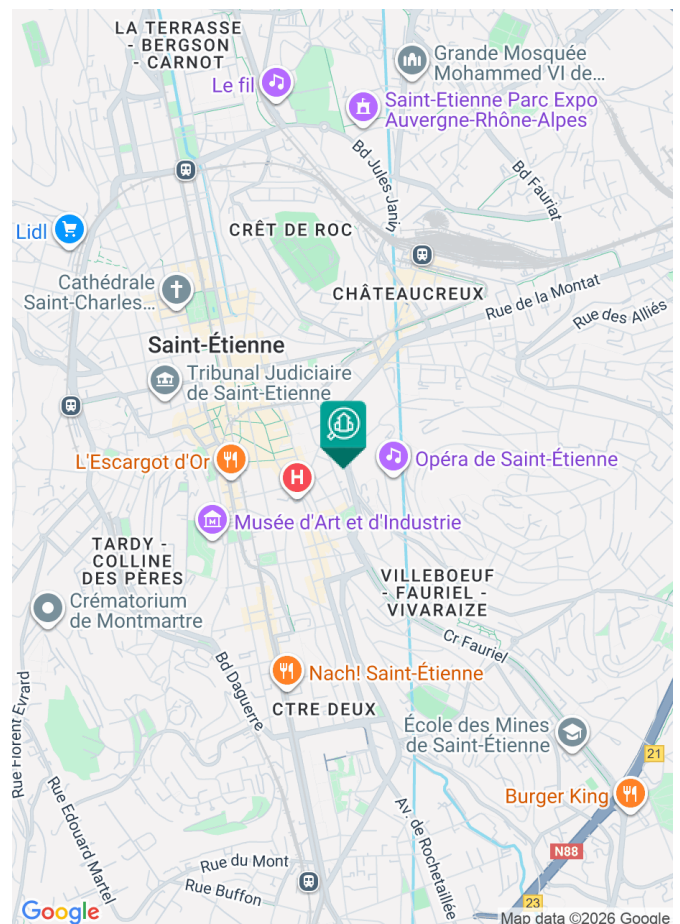 LA TERRASSE
- BERGSON
- CARNOT
Grande Mosquée
Mohammed VI de...
Le fil
Saint-Etienne Parc Expo
Auvergne-Rhône-Alpes
Bd Jules Janin
Bd Fauriat
Lidl
CRÊT DE ROC
Cathédrale
Saint-Charles...
CHÂTEAUCREUX
Rue de la Montat
Rue des Alliés
Saint-Étienne
Tribunal Judiciaire
de Saint-Etienne
L'Escargot d'Or
H
Opéra de Saint-Étienne
Musée d'Art et d'Industrie
TARDY -
COLLINE
DES PÈRES
VILLEBOEUF
- FAURIEL -
VIVARAIZE
Crématorium
de Montmartre
Cr Fauriel
Nach! Saint-Étienne
Bd Daguerre
CTRE DEUX
Rue Florent Evrard
École des Mines
de Saint-Étienne
21
Rue Edouard Martel
Burger King
Av. de Rochetaillée
N88
Rue du Mont
Rue Buffon
23
Google
Map data ©2026 Google